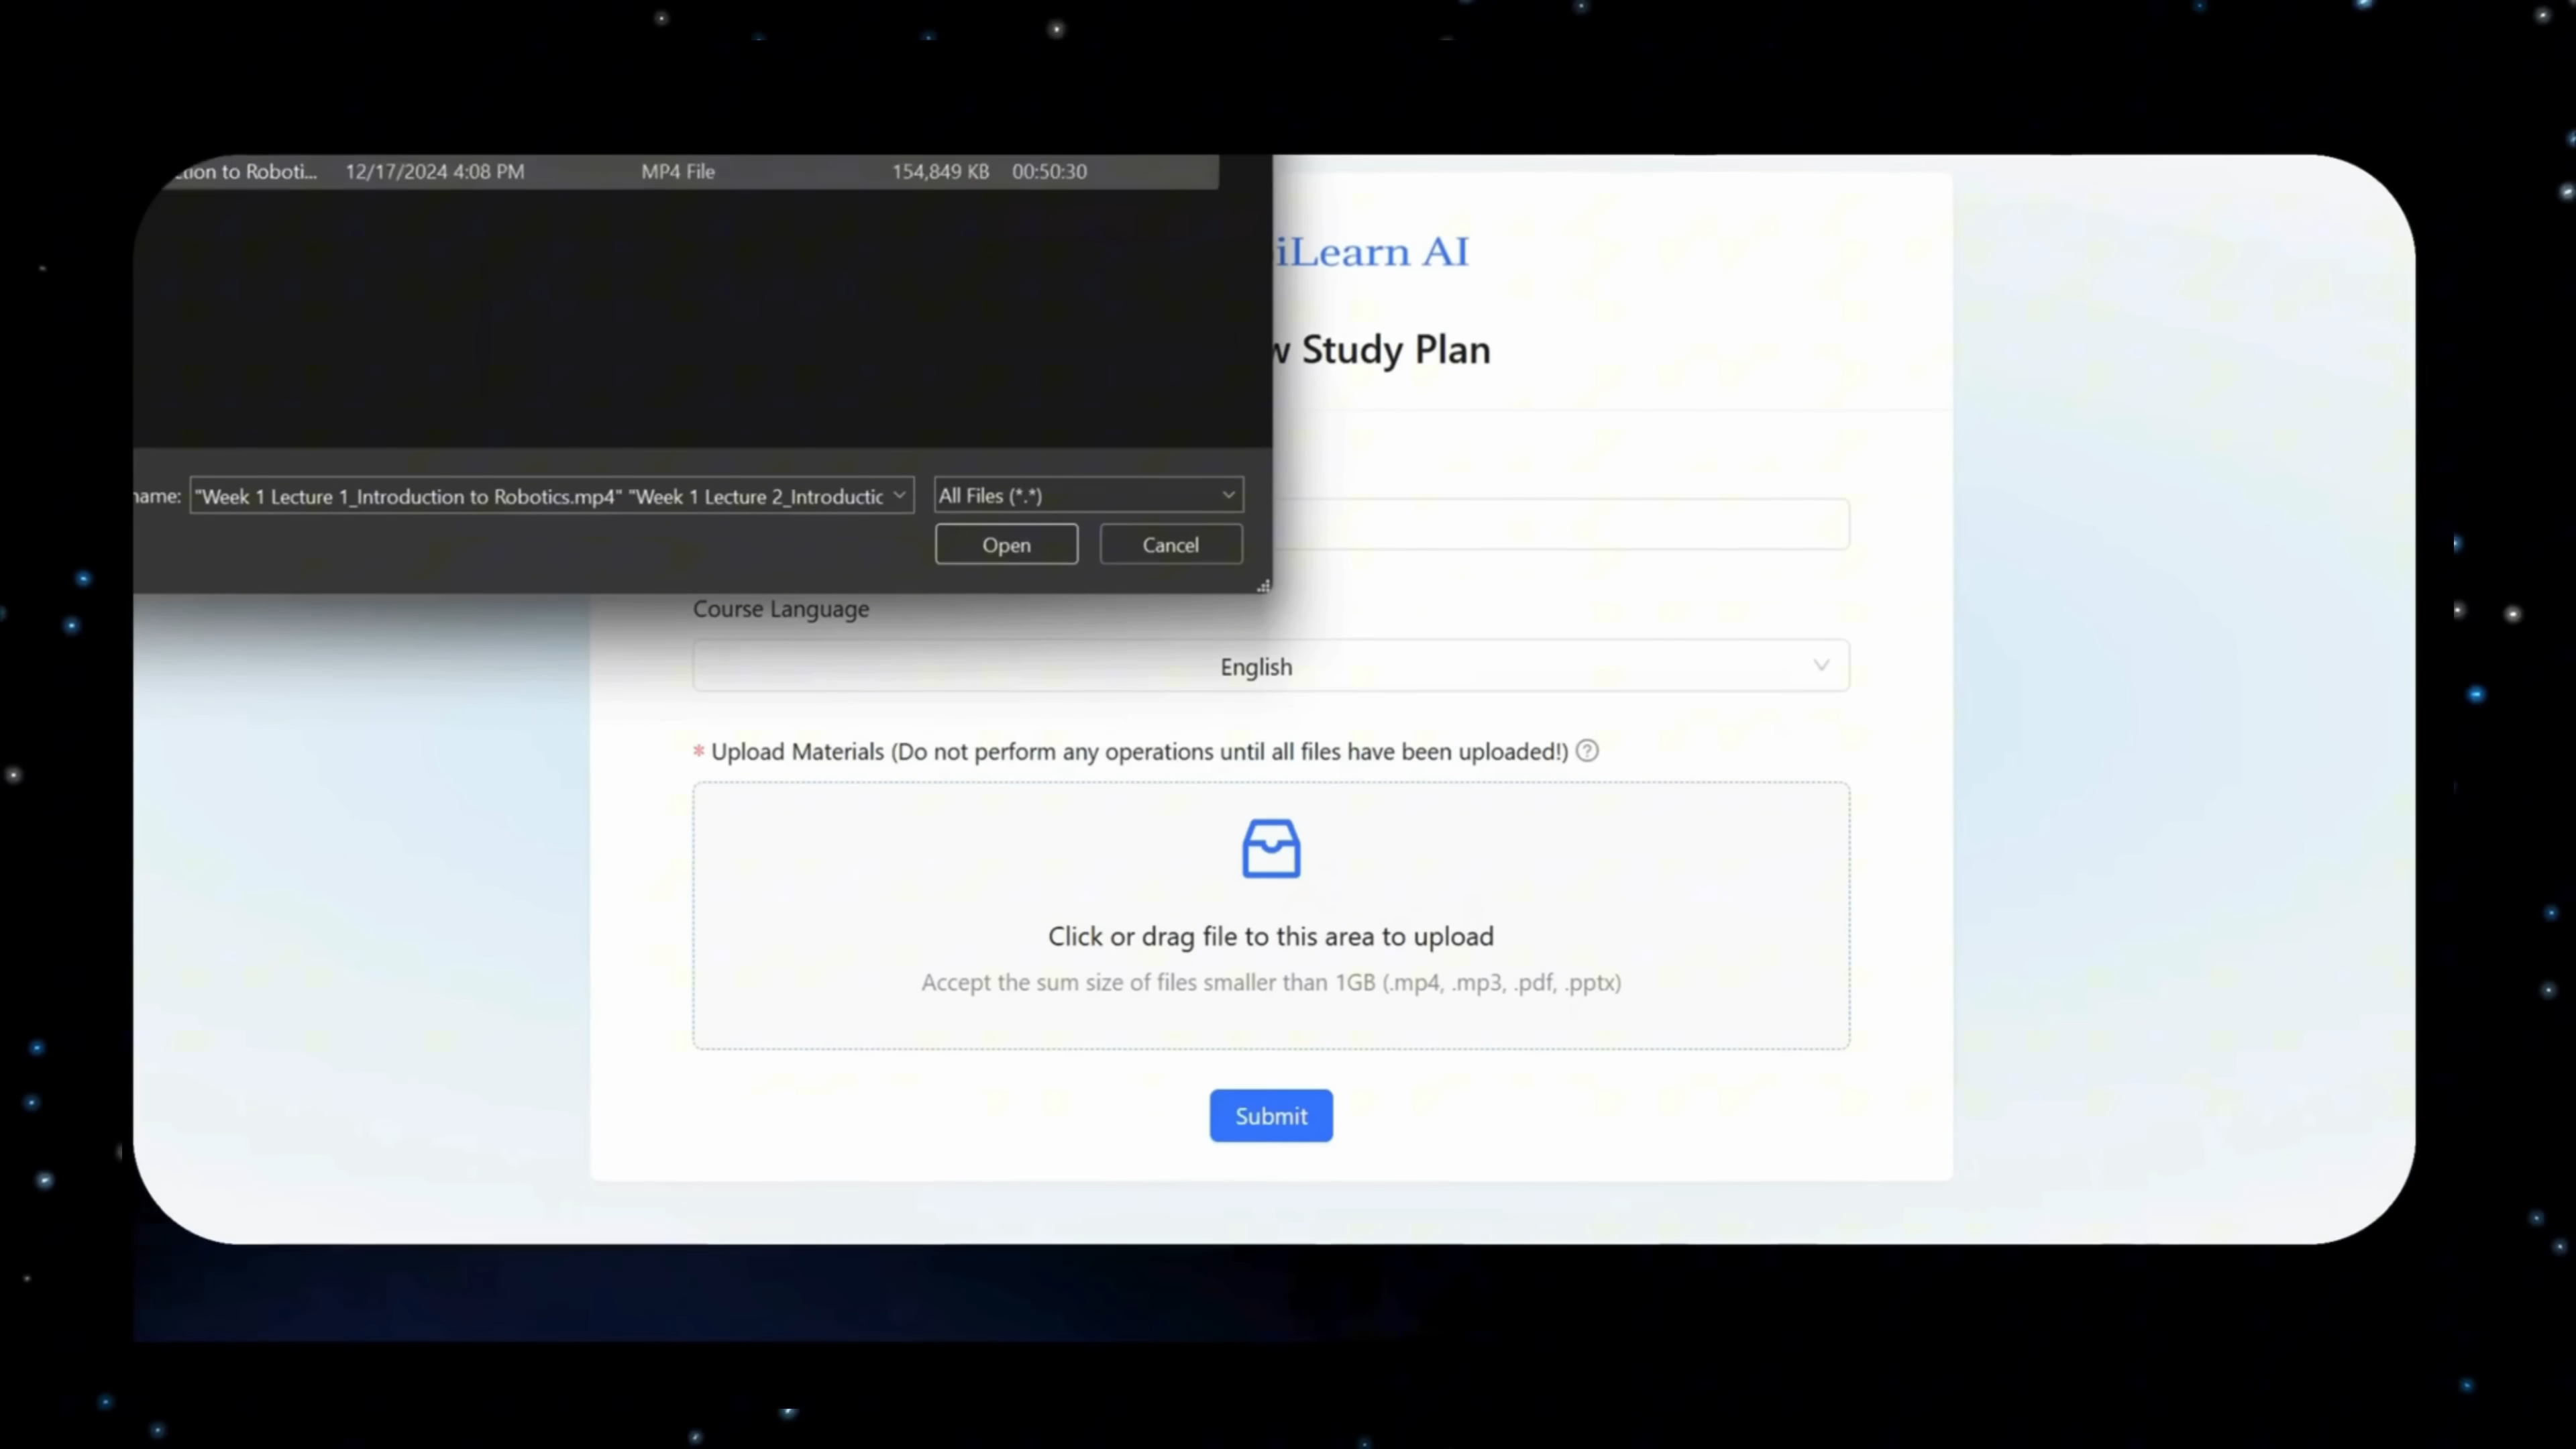 to Roboti... 12/17/2024 4:08 PM MP4 File 154,849 KB 00:50:30
iLearn AI
Study Plan
name: "Week 1 Lecture 1_Introduction to Robotics.mp4" "Week 1 Lecture 2_Introductic All Files (*.*)
Open Cancel
Course Language
English
* Upload Materials (Do not perform any operations until all files have been uploaded!) ?
Click or drag file to this area to upload
Accept the sum size of files smaller than 1GB (.mp4, .mp3, .pdf, .pptx)
Submit